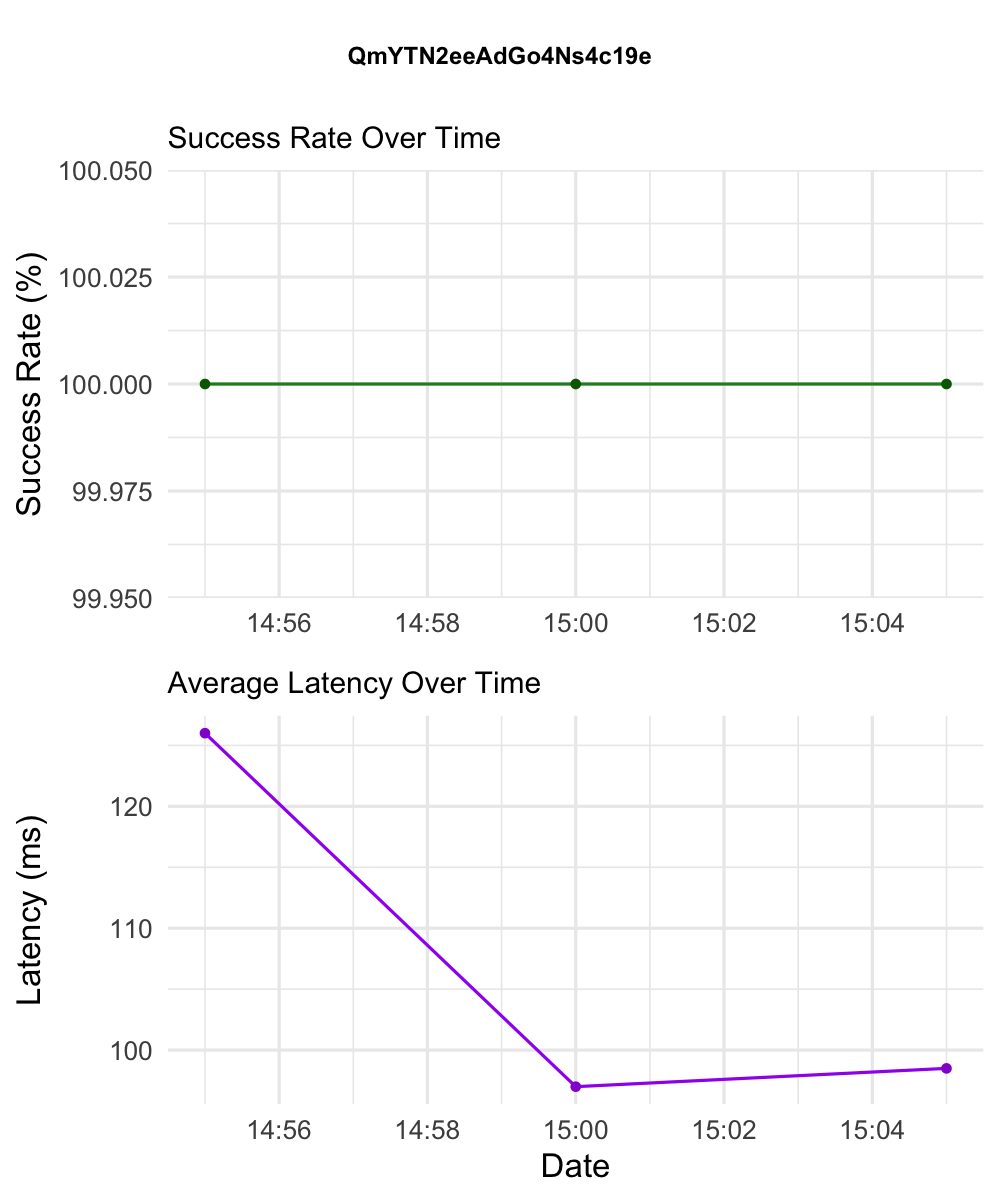 QmYTN2eeAdGo4Ns4c19e
Success Rate Over Time
Success Rate (%)
100.050
100.025
100.000
99.975
99.950
14:56 14:58 15:00 15:02 15:04
Average Latency Over Time
Latency (ms)
120
110
100
14:56 14:58 15:00 15:02 15:04
Date